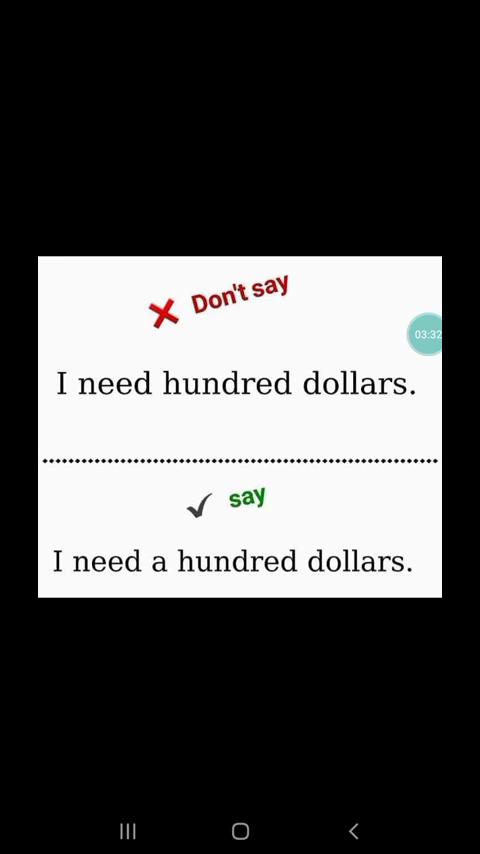 Don't say
03:32
I need hundred dollars.
say
I need a hundred dollars.